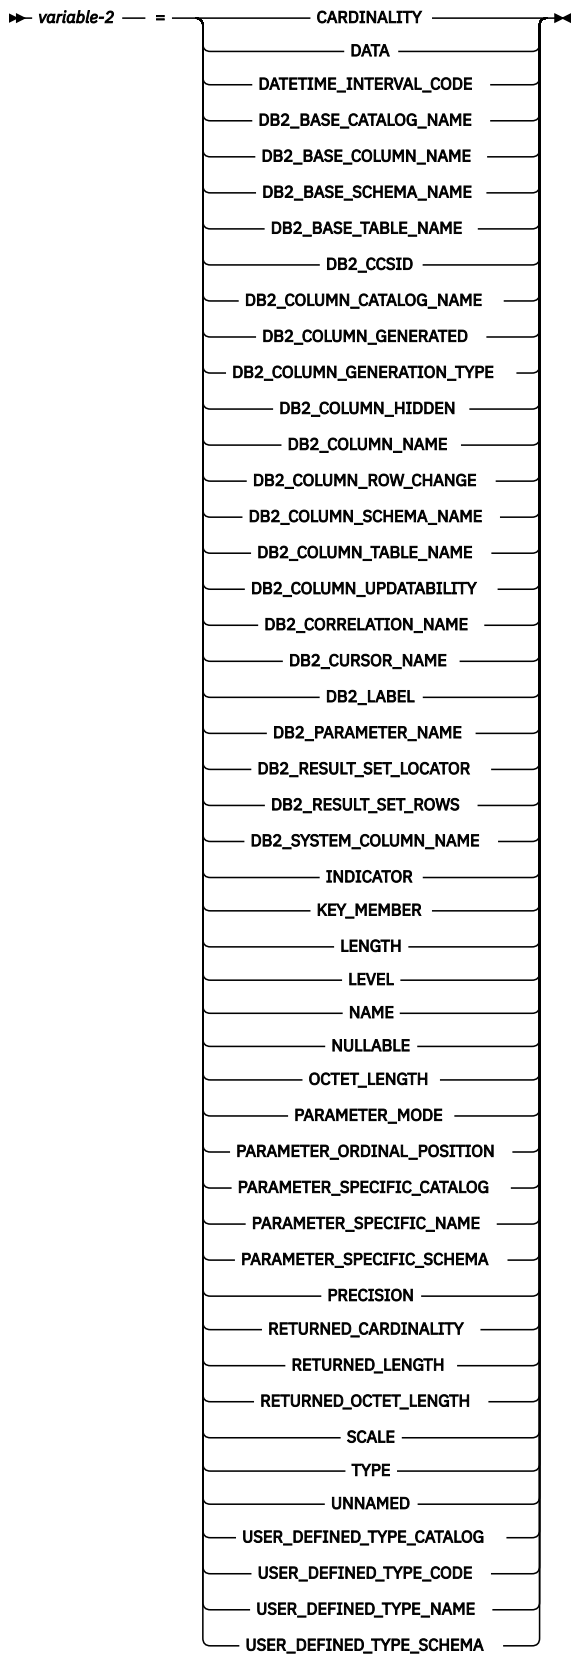 variable-2 = CARDINALITY
DATA
DATETIME_INTERVAL_CODE
DB2_BASE_CATALOG_NAME
DB2_BASE_COLUMN_NAME
DB2_BASE_SCHEMA_NAME
DB2_BASE_TABLE_NAME
DB2_CCSID
DB2_COLUMN_CATALOG_NAME
DB2_COLUMN_GENERATED
DB2_COLUMN_GENERATION_TYPE
DB2_COLUMN_HIDDEN
DB2_COLUMN_NAME
DB2_COLUMN_ROW_CHANGE
DB2_COLUMN_SCHEMA_NAME
DB2_COLUMN_TABLE_NAME
DB2_COLUMN_UPDATABILITY
DB2_CORRELATION_NAME
DB2_CURSOR_NAME
DB2_LABEL
DB2_PARAMETER_NAME
DB2_RESULT_SET_LOCATOR
DB2_RESULT_SET_ROWS
DB2_SYSTEM_COLUMN_NAME
INDICATOR
KEY_MEMBER
LENGTH
LEVEL
NAME
NULLABLE
OCTET_LENGTH
PARAMETER_MODE
PARAMETER_ORDINAL_POSITION
PARAMETER_SPECIFIC_CATALOG
PARAMETER_SPECIFIC_NAME
PARAMETER_SPECIFIC_SCHEMA
PRECISION
RETURNED_CARDINALITY
RETURNED_LENGTH
RETURNED_OCTET_LENGTH
SCALE
TYPE
UNNAMED
USER_DEFINED_TYPE_CATALOG
USER_DEFINED_TYPE_CODE
USER_DEFINED_TYPE_NAME
USER_DEFINED_TYPE_SCHEMA